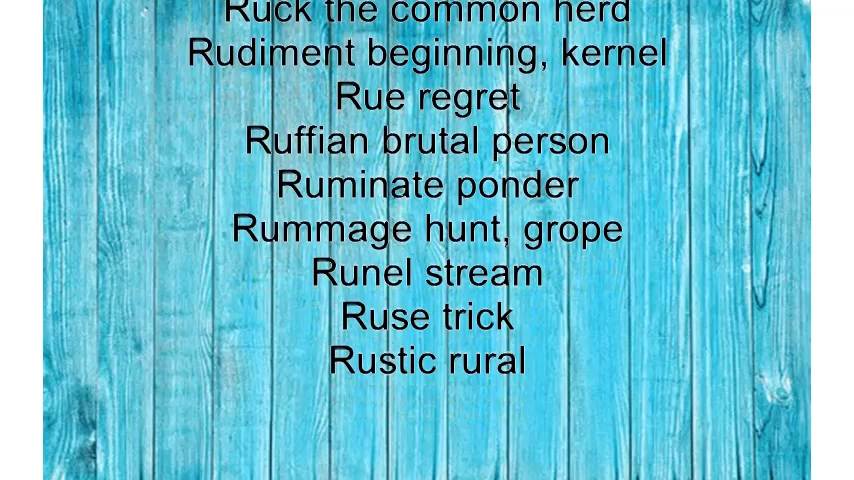 Ruck the common herd
Rudiment beginning, kernel
Rue regret
Ruffian brutal person
Ruminate ponder
Rummage hunt, grope
Runel stream
Ruse trick
Rustic rural